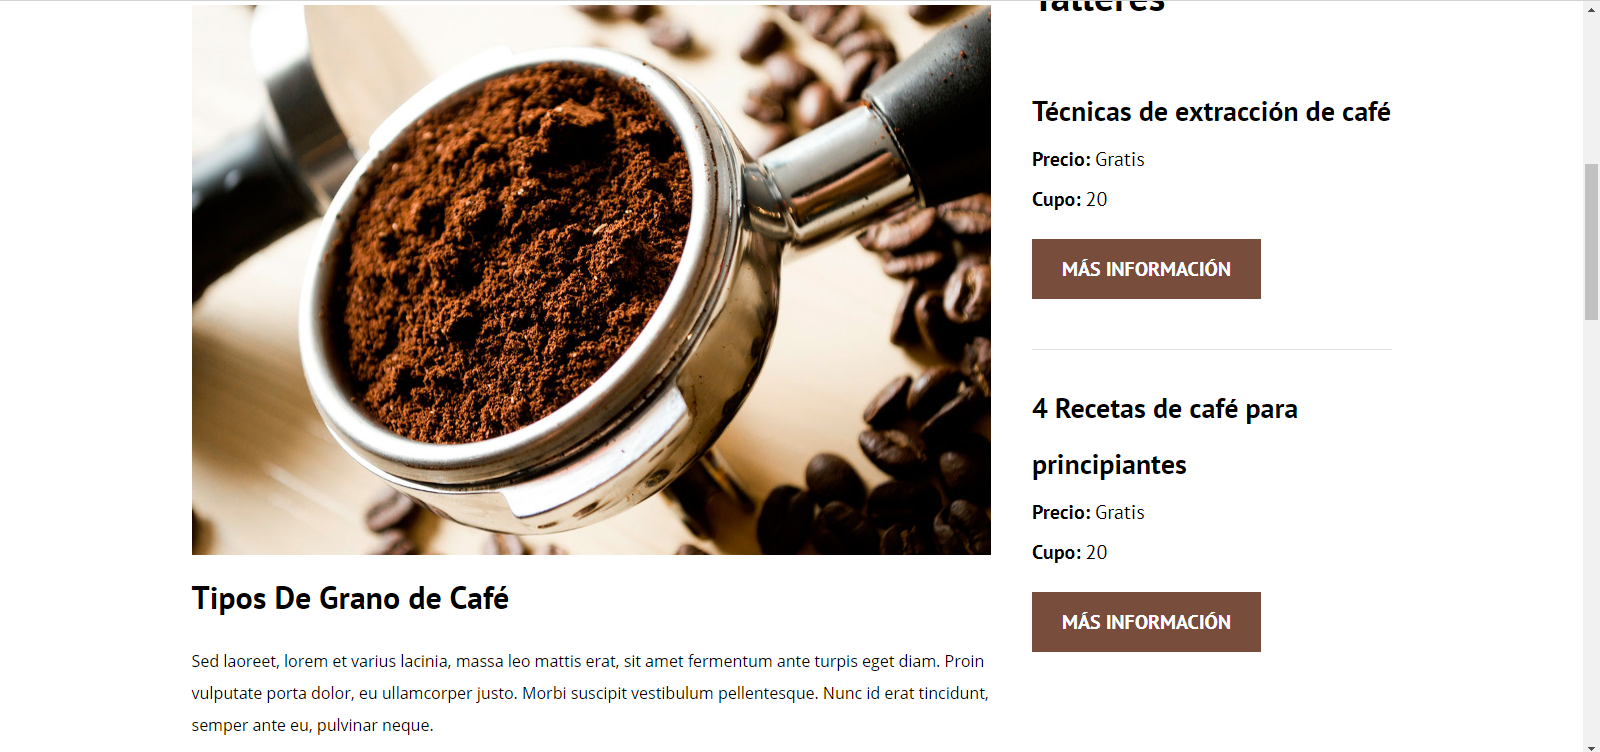 Talleres
Técnicas de extracción de café
Precio: Gratis
Cupo: 20
MÁS INFORMACIÓN
4 Recetas de café para
principiantes
Precio: Gratis
Cupo: 20
MÁS INFORMACIÓN
Tipos De Grano de Café
Sed laoreet, lorem et varius lacinia, massa leo mattis erat, sit amet fermentum ante turpis eget diam. Proin
vulputate porta dolor, eu ullamcorper justo. Morbi suscipit vestibulum pellentesque. Nunc id erat tincidunt,
semper ante eu, pulvinar neque.